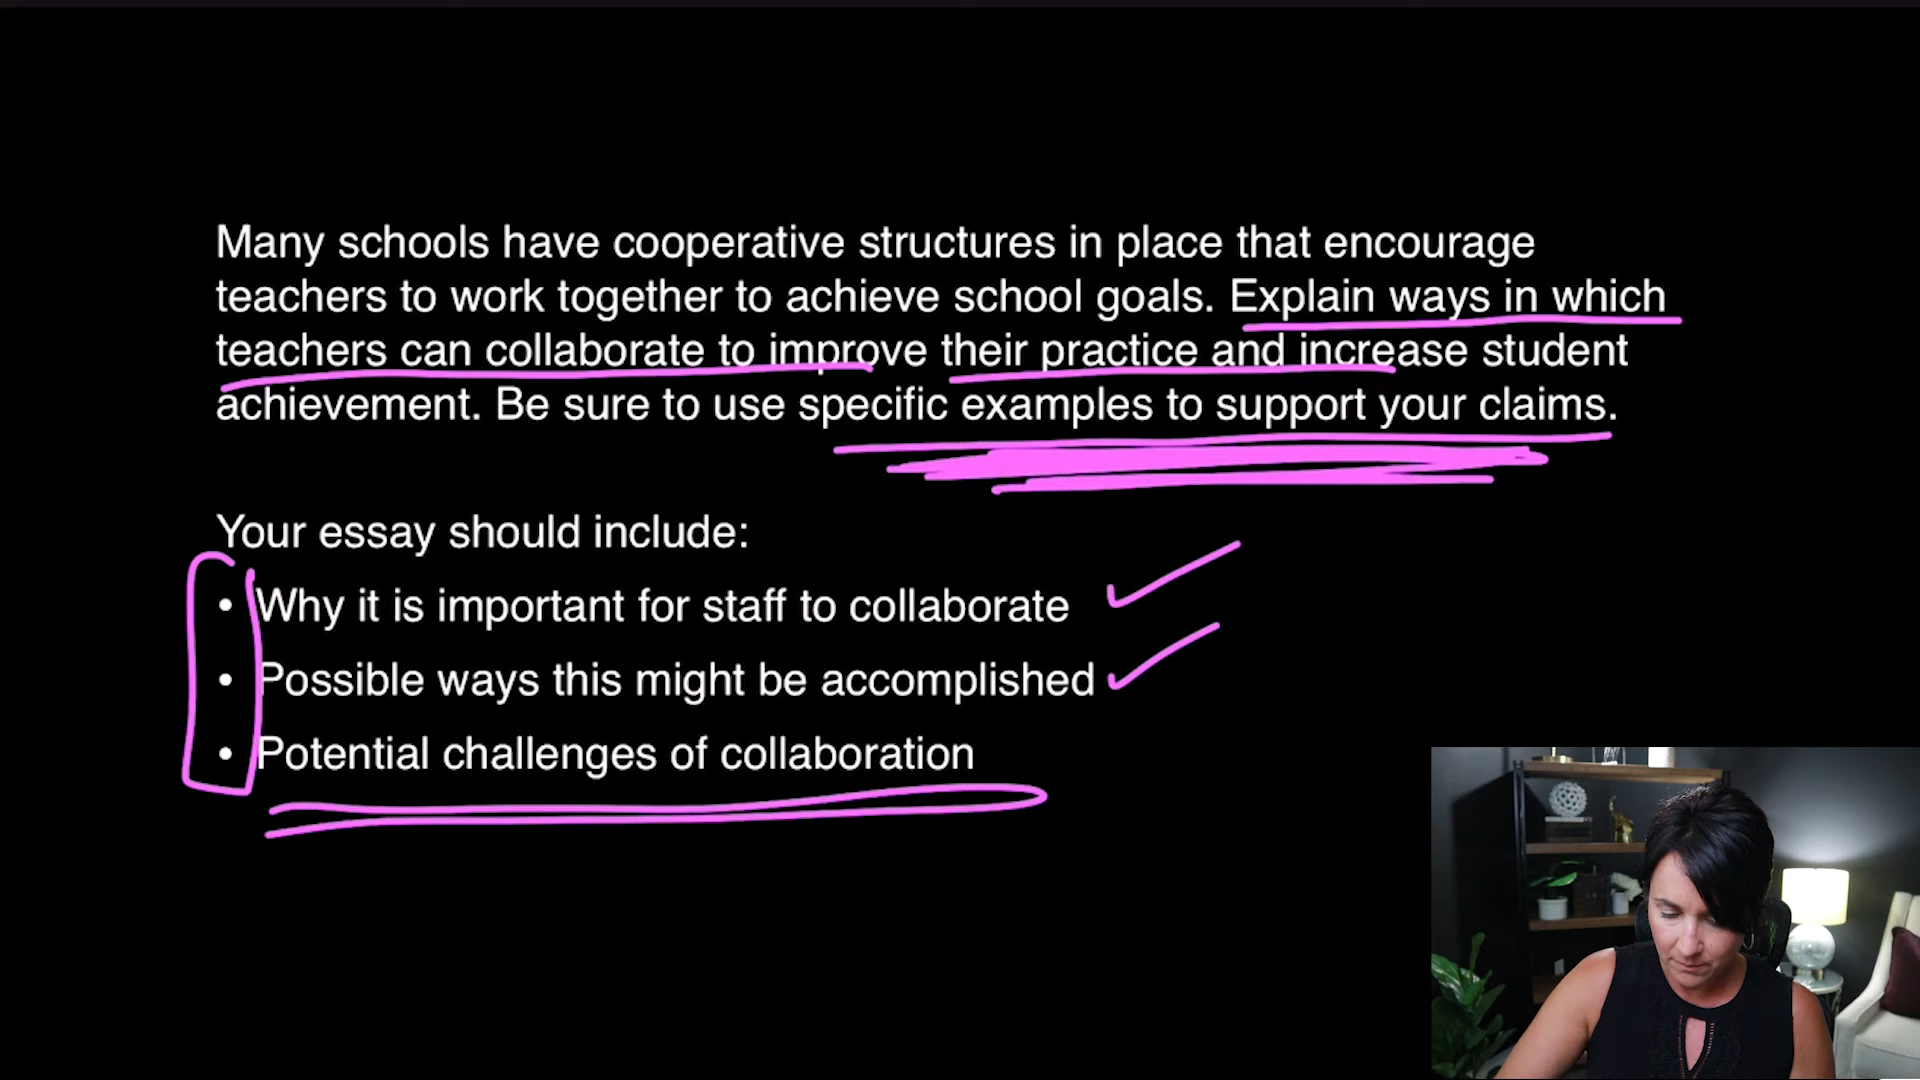 Many schools have cooperative structures in place that encourage
teachers to work together to achieve school goals. Explain ways in which
teachers can collaborate to improve their practice and increase student
achievement. Be sure to use specific examples to support your claims.
Your essay should include:
• Why it is important for staff to collaborate
• Possible ways this might be accomplished
• Potential challenges of collaboration